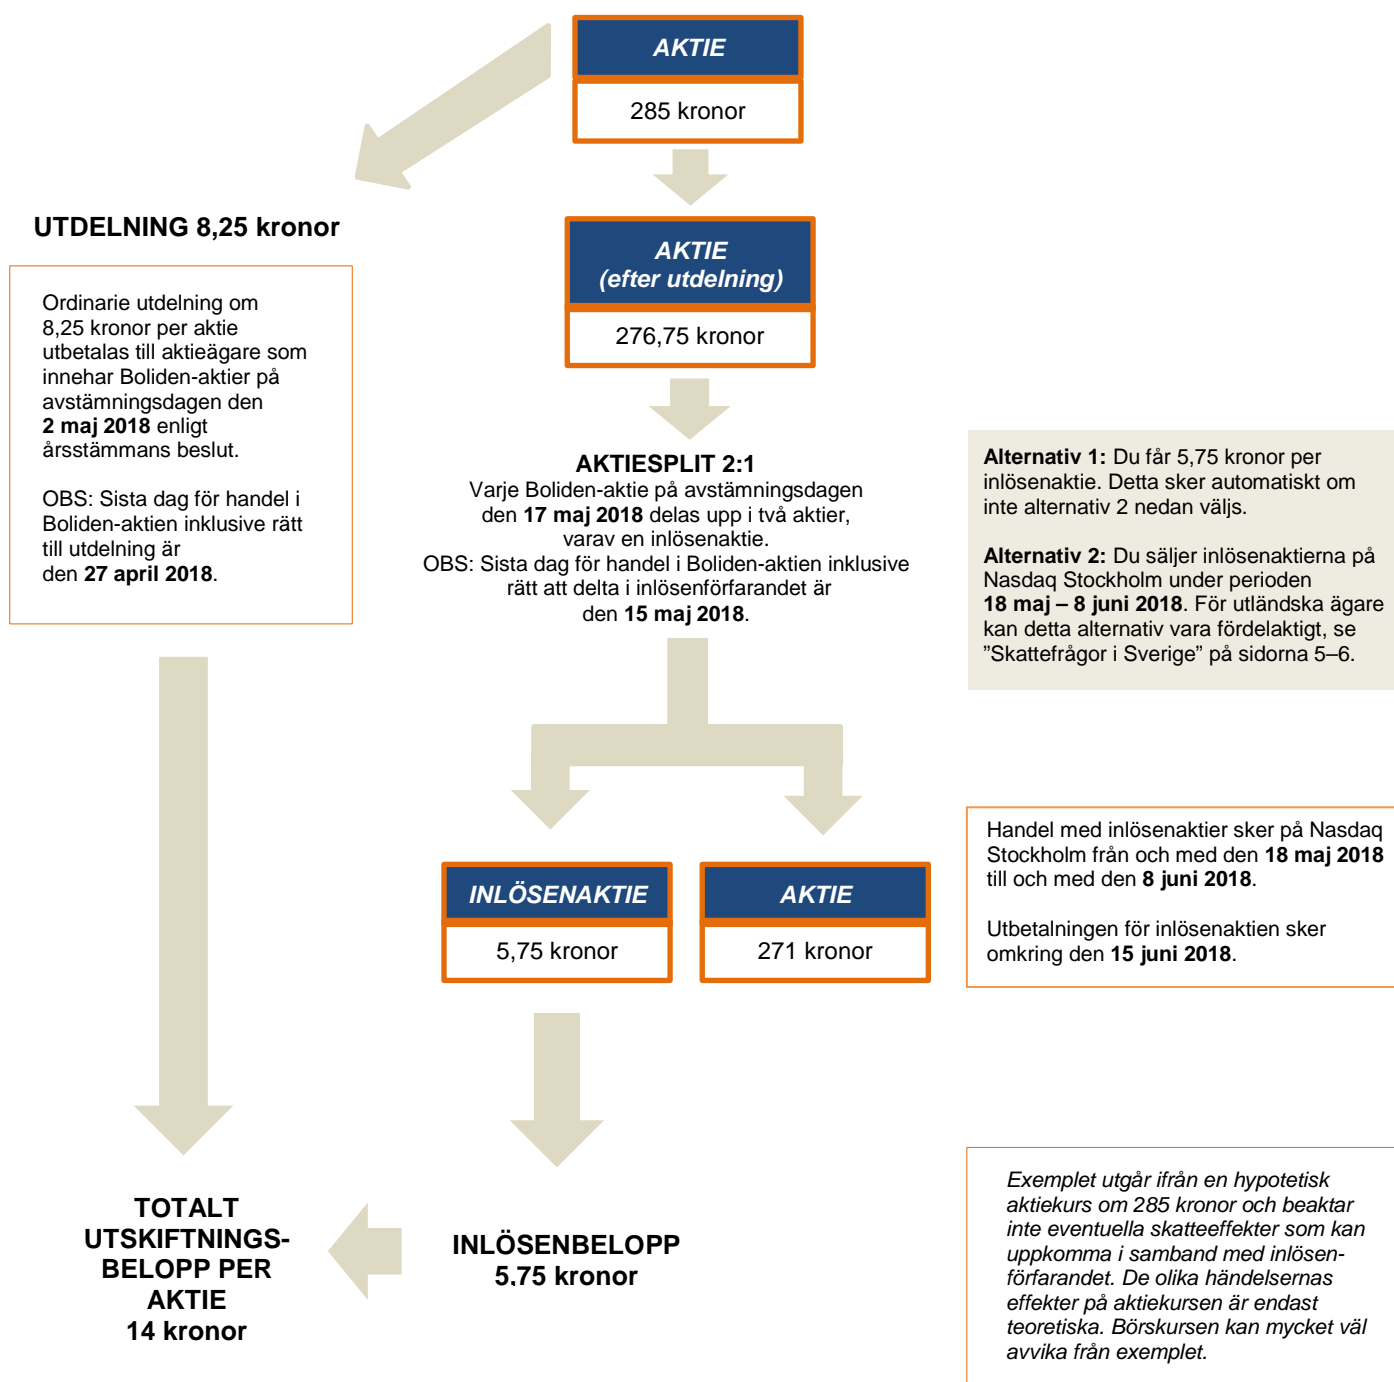 AKTIE
285 kronor
UTDELNING 8,25 kronor
Ordinarie utdelning om
8,25 kronor per aktie
utbetalas till aktieägare som
innehar Boliden-aktier på
avstämningsdagen den
2 maj 2018 enligt
årsstämmans beslut.
OBS: Sista dag för handel i
Boliden-aktien inklusive rätt
till utdelning är
den 27 april 2018.
AKTIE
(efter utdelning)
276,75 kronor
AKTIESPLIT 2:1
Varje Boliden-aktie på avstämningsdagen
den 17 maj 2018 delas upp i två aktier,
varav en inlösenaktie.
OBS: Sista dag för handel i Boliden-aktien inklusive
rätt att delta i inlösenförfarandet är
den 15 maj 2018.
Alternativ 1: Du får 5,75 kronor per
inlösenaktie. Detta sker automatiskt om
inte alternativ 2 nedan väljs.
Alternativ 2: Du säljer inlösenaktierna på
Nasdaq Stockholm under perioden
18 maj – 8 juni 2018. För utländska ägare
kan detta alternativ vara fördelaktigt, se
”Skattefrågor i Sverige” på sidorna 5–6.
INLÖSENAKTIE
5,75 kronor
AKTIE
271 kronor
Handel med inlösenaktier sker på Nasdaq
Stockholm från och med den 18 maj 2018
till och med den 8 juni 2018.
Utbetalningen för inlösenaktien sker
omkring den 15 juni 2018.
TOTALT
UTSKIFTNINGS-
BELOPP PER
AKTIE
14 kronor
INLÖSENBELOPP
5,75 kronor
Exemplet utgår ifrån en hypotetisk
aktiekurs om 285 kronor och beaktar
inte eventuella skatteeffekter som kan
uppkomma i samband med inlösen-
förfarandet. De olika händelsernas
effekter på aktiekursen är endast
teoretiska. Börskursen kan mycket väl
avvika från exemplet.